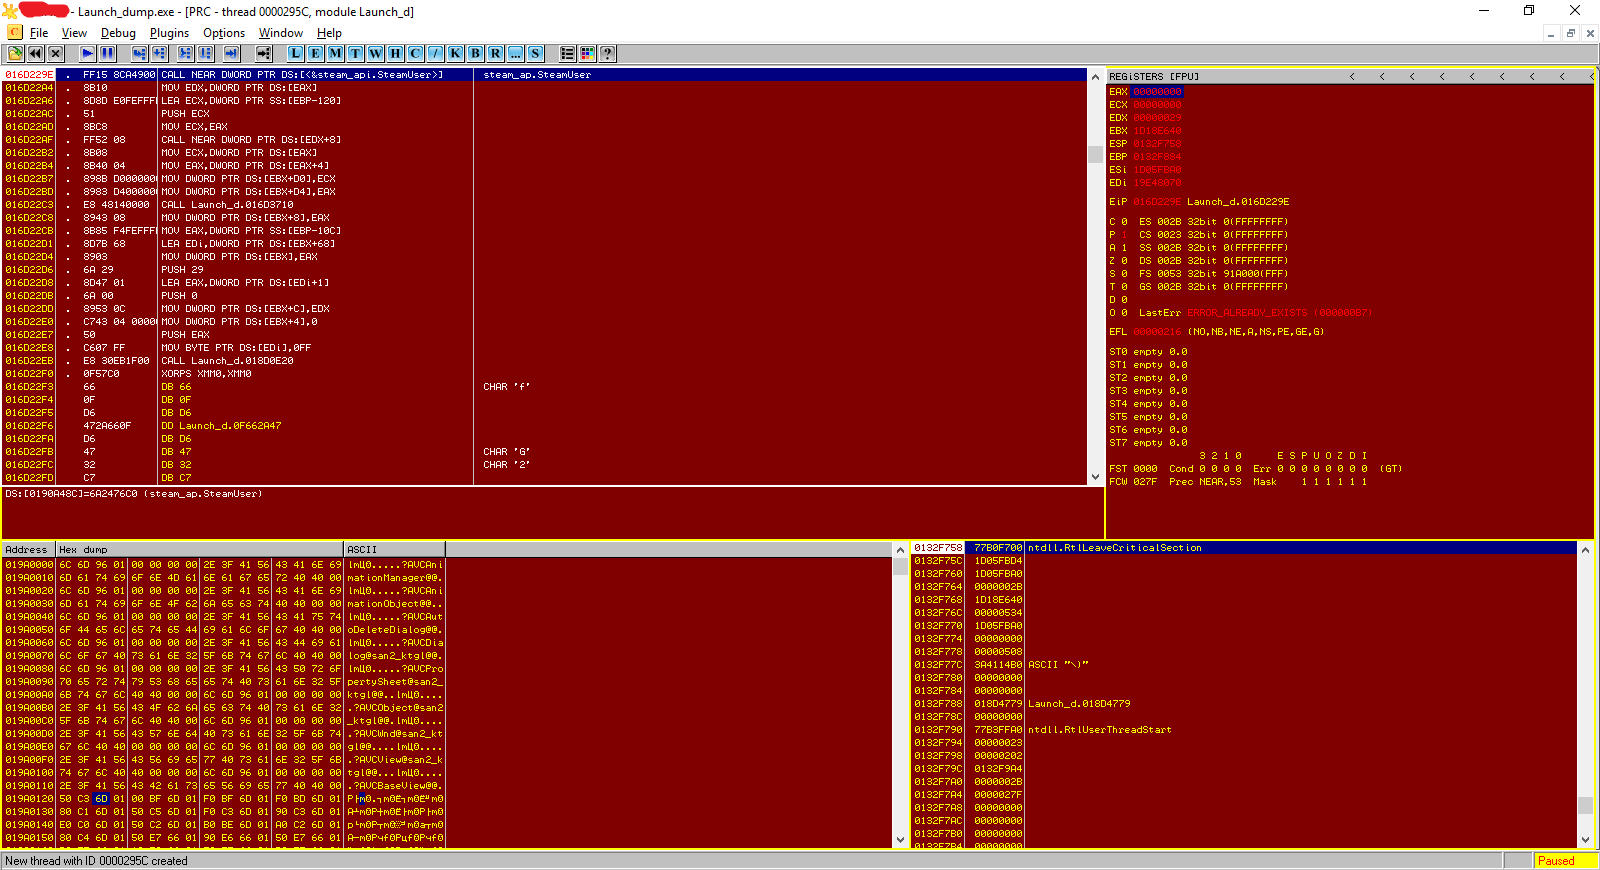 - Launch_dump.exe - [PRC - thread 0000295C, module Launch_d]
C File View Debug Plugins Options Window Help
L E M T W H C / K B R ... S ?
016D229E . FF15 8CA4900 CALL NEAR DWORD PTR DS:[<&steam_api.SteamUser>] steam_ap.SteamUser
016D22A4 . 8B10 MOV EDX,DWORD PTR DS:[EAX]
016D22A6 . 8D8D E0FEFFF LEA ECX,DWORD PTR SS:[EBP-120]
016D22AC . 51 PUSH ECX
016D22AD . 8BC8 MOV ECX,EAX
016D22AF . FF52 08 CALL NEAR DWORD PTR DS:[EDX+8]
016D22B2 . 8B08 MOV ECX,DWORD PTR DS:[EAX]
016D22B4 . 8B40 04 MOV EAX,DWORD PTR DS:[EAX+4]
016D22B7 . 898B D000000 MOV DWORD PTR DS:[EBX+D0],ECX
016D22BD . 8983 D400000 MOV DWORD PTR DS:[EBX+D4],EAX
016D22C3 . E8 48140000 CALL Launch_d.016D3710
016D22C8 . 8943 08 MOV DWORD PTR DS:[EBX+8],EAX
016D22CB . 8B85 F4FEFFF MOV EAX,DWORD PTR SS:[EBP-10C]
016D22D1 . 8D7B 68 LEA EDi,DWORD PTR DS:[EBX+68]
016D22D4 . 8903 MOV DWORD PTR DS:[EBX],EAX
016D22D6 . 6A 29 PUSH 29
016D22D8 . 8D47 01 LEA EAX,DWORD PTR DS:[EDi+1]
016D22DB . 6A 00 PUSH 0
016D22DD . 8953 0C MOV DWORD PTR DS:[EBX+C],EDX
016D22E0 . C743 04 0000 MOV DWORD PTR DS:[EBX+4],0
016D22E7 . 50 PUSH EAX
016D22E8 . C607 FF MOV BYTE PTR DS:[EDi],0FF
016D22EB . E8 30EB1F00 CALL Launch_d.018D0E20
016D22F0 . 0F57C0 XORPS XMM0,XMM0
016D22F3 66 DB 66 CHAR 'f'
016D22F4 0F DB 0F
016D22F5 D6 DB D6
016D22F6 472A660F DD Launch_d.0F662A47
016D22FA D6 DB D6
016D22FB 47 DB 47 CHAR 'G'
016D22FC 32 DB 32 CHAR '2'
016D22FD C7 DB C7
DS:[0190A48C]=6A2476C0 (steam_ap.SteamUser)
REGiSTERS [FPU] < < < < < < < < <
EAX 00000000
ECX 00000000
EDX 00000029
EBX 1D18E640
ESP 0132F758
EBP 0132F884
ESi 1D05FBA0
EDi 19E48070
EiP 016D229E Launch_d.016D229E
C 0 ES 002B 32bit 0(FFFFFFFF)
P 1 CS 0023 32bit 0(FFFFFFFF)
A 1 SS 002B 32bit 0(FFFFFFFF)
Z 0 DS 002B 32bit 0(FFFFFFFF)
S 0 FS 0053 32bit 91A000(FFF)
T 0 GS 002B 32bit 0(FFFFFFFF)
D 0
O 0 LastErr ERROR_ALREADY_EXISTS (000000B7)
EFL 00000216 (NO,NB,NE,A,NS,PE,GE,G)
ST0 empty 0.0
ST1 empty 0.0
ST2 empty 0.0
ST3 empty 0.0
ST4 empty 0.0
ST5 empty 0.0
ST6 empty 0.0
ST7 empty 0.0
3 2 1 0 E S P U O Z D I
FST 0000 Cond 0 0 0 0 Err 0 0 0 0 0 0 0 0 (GT)
FCW 027F Prec NEAR,53 Mask 1 1 1 1 1 1
Address Hex dump ASCII
019A0000 6C 6D 96 01 00 00 00 00 2E 3F 41 56 43 41 6E 69 lmЦ0.....?AVCAni
019A0010 6D 61 74 69 6F 6E 4D 61 6E 61 67 65 72 40 40 00 mationManager@@.
019A0020 6C 6D 96 01 00 00 00 00 2E 3F 41 56 43 41 6E 69 lmЦ0.....?AVCAni
019A0030 6D 61 74 69 6F 6E 4F 62 6A 65 63 74 40 40 00 00 mationObject@@..
019A0040 6C 6D 96 01 00 00 00 00 2E 3F 41 56 43 41 75 74 lmЦ0.....?AVCAut
019A0050 6F 44 65 6C 65 74 65 44 69 61 6C 6F 67 40 40 00 oDeleteDialog@@.
019A0060 6C 6D 96 01 00 00 00 00 2E 3F 41 56 43 44 69 61 lmЦ0.....?AVCDia
019A0070 6C 6F 67 40 73 61 6E 32 5F 6B 74 67 6C 40 40 00 log@san2_ktgl@@.
019A0080 6C 6D 96 01 00 00 00 00 2E 3F 41 56 43 50 72 6F lmЦ0.....?AVCPro
019A0090 70 65 72 74 79 53 68 65 65 74 40 73 61 6E 32 5F pertySheet@san2_
019A00A0 6B 74 67 6C 40 40 00 00 6C 6D 96 01 00 00 00 00 ktgl@@..lmЦ0....
019A00B0 2E 3F 41 56 43 4F 62 6A 65 63 74 40 73 61 6E 32 .?AVCObject@san2
019A00C0 5F 6B 74 67 6C 40 40 00 6C 6D 96 01 00 00 00 00 _ktgl@@.lmЦ0....
019A00D0 2E 3F 41 56 43 57 6E 64 40 73 61 6E 32 5F 6B 74 .?AVCWnd@san2_kt
019A00E0 67 6C 40 40 00 00 00 00 6C 6D 96 01 00 00 00 00 gl@@....lmЦ0....
019A00F0 2E 3F 41 56 43 56 69 65 77 40 73 61 6E 32 5F 6B .?AVCView@san2_k
019A0100 74 67 6C 40 40 00 00 00 6C 6D 96 01 00 00 00 00 tgl@@...lmЦ0....
019A0110 2E 3F 41 56 43 42 61 73 65 56 69 65 77 40 40 00 .?AVCBaseView@@.
019A0120 50 C3 6D 01 00 BF 6D 01 F0 BF 6D 01 F0 BD 6D 01
019A0130 80 C1 6D 01 50 C5 6D 01 F0 C3 6D 01 90 C3 6D 01
019A0140 E0 C0 6D 01 50 C2 6D 01 B0 BE 6D 01 A0 C2 6D 01
019A0150 80 C4 6D 01 50 E7 66 01 90 E6 66 01 50 E7 66 01
0132F758 77B0F700 ntdll.RtlLeaveCriticalSection
0132F75C 1D05FBD4
0132F760 1D05FBA0
0132F764 0000002B
0132F768 1D18E640
0132F76C 00000534
0132F770 1D05FBA0
0132F774 00000000
0132F778 00000508
0132F77C 3A4114B0 ASCII "\)"
0132F780 00000000
0132F784 00000000
0132F788 018D4779 Launch_d.018D4779
0132F78C 00000000
0132F790 77B3FFA0 ntdll.RtlUserThreadStart
0132F794 00000023
0132F798 00000202
0132F79C 0132F9A4
0132F7A0 0000002B
0132F7A4 0000027F
0132F7A8 00000000
0132F7AC 00000000
0132F7B0 00000000
0132F7B4 00000000
New thread with ID 0000295C created Paused